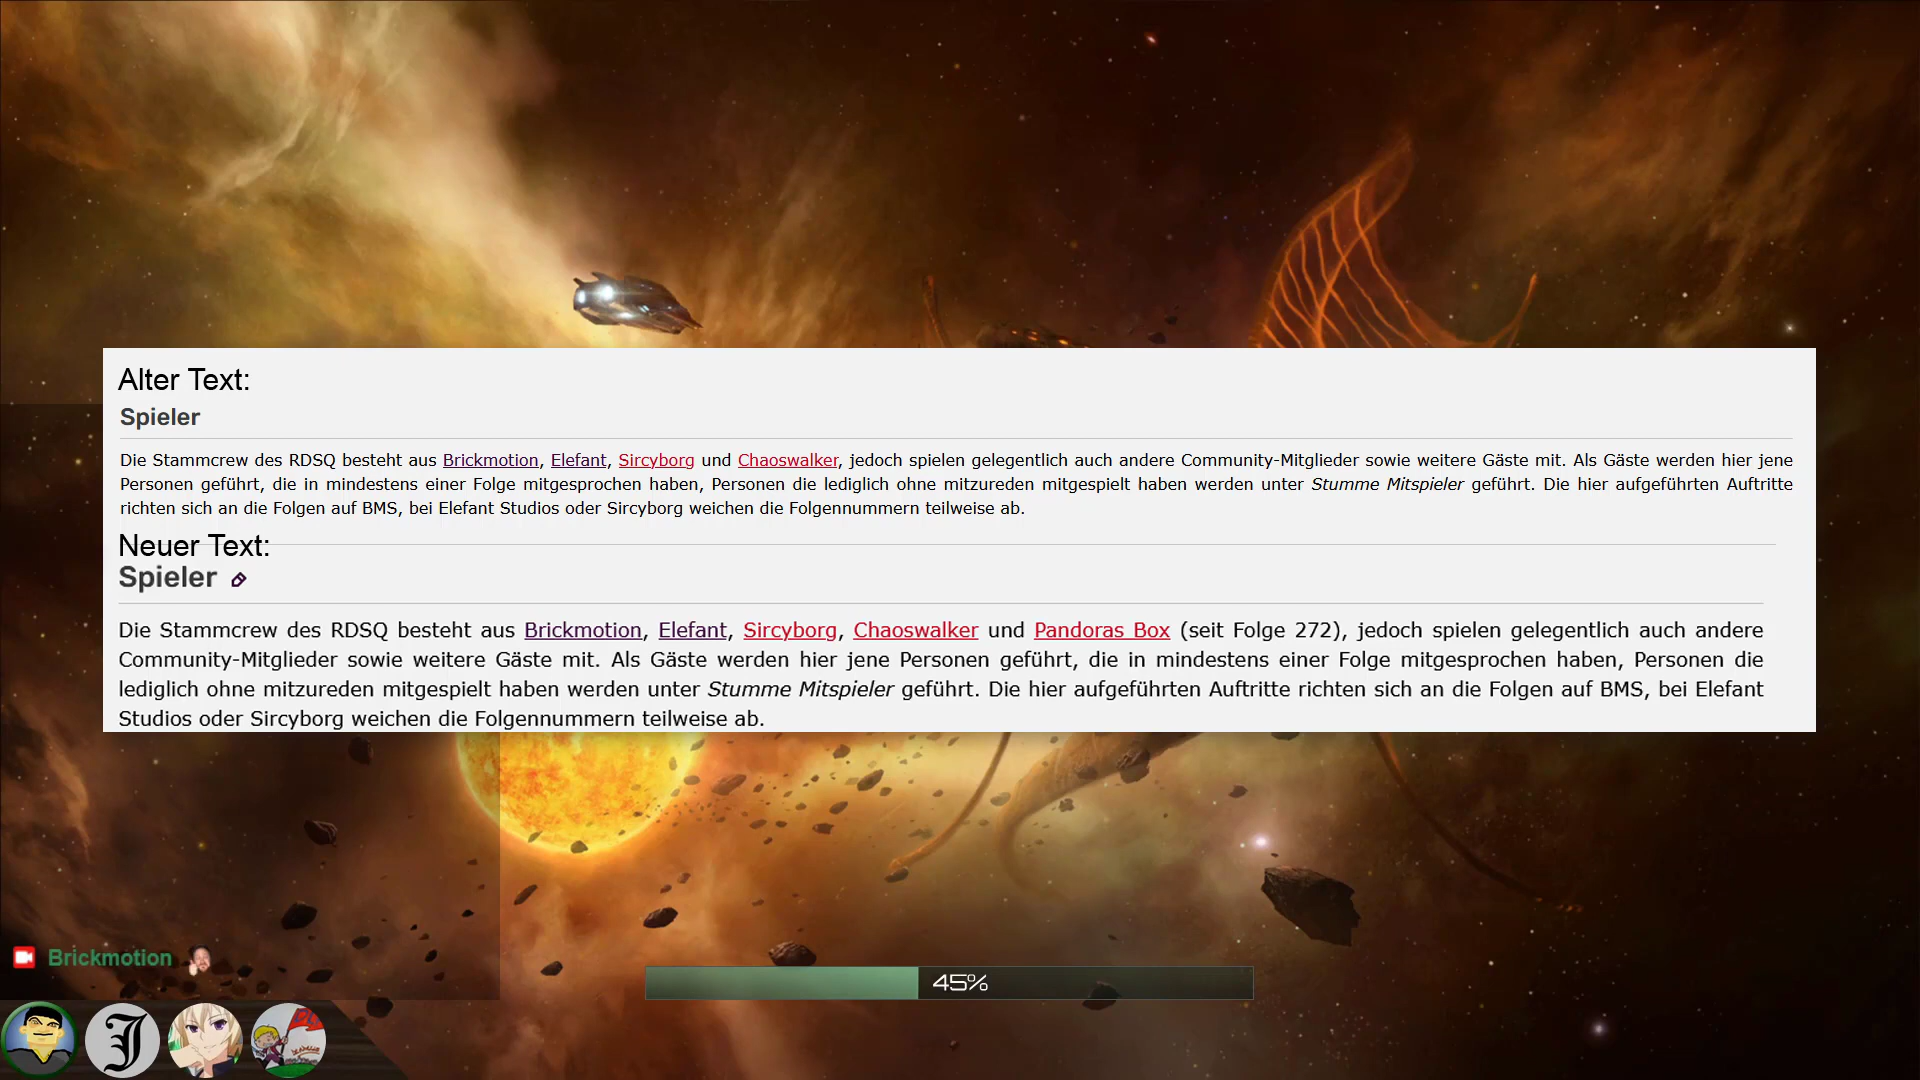 Alter Text:
Spieler
Die Stammcrew des RDSQ besteht aus Brickmotion, Elefant, Sircyborg und Chaoswalker, jedoch spielen gelegentlich auch andere Community-Mitglieder sowie weitere Gäste mit. Als Gäste werden hier jene
Personen geführt, die in mindestens einer Folge mitgesprochen haben, Personen die lediglich ohne mitzureden mitgespielt haben werden unter Stumme Mitspieler geführt. Die hier aufgeführten Auftritte
richten sich an die Folgen auf BMS, bei Elefant Studios oder Sircyborg weichen die Folgennummern teilweise ab.
Neuer Text:
Spieler
Die Stammcrew des RDSQ besteht aus Brickmotion, Elefant, Sircyborg, Chaoswalker und Pandoras Box (seit Folge 272), jedoch spielen gelegentlich auch andere
Community-Mitglieder sowie weitere Gäste mit. Als Gäste werden hier jene Personen geführt, die in mindestens einer Folge mitgesprochen haben, Personen die
lediglich ohne mitzureden mitgespielt haben werden unter Stumme Mitspieler geführt. Die hier aufgeführten Auftritte richten sich an die Folgen auf BMS, bei Elefant
Studios oder Sircyborg weichen die Folgennummern teilweise ab.
Brickmotion
45%